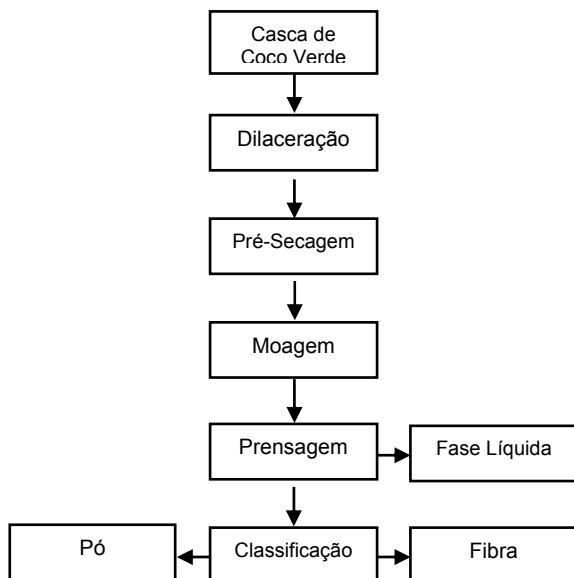 Casca de
Coco Verde
Dilaceração
Pré-Secagem
Moagem
Prensagem
Fase Líquida
Pó
Classificação
Fibra